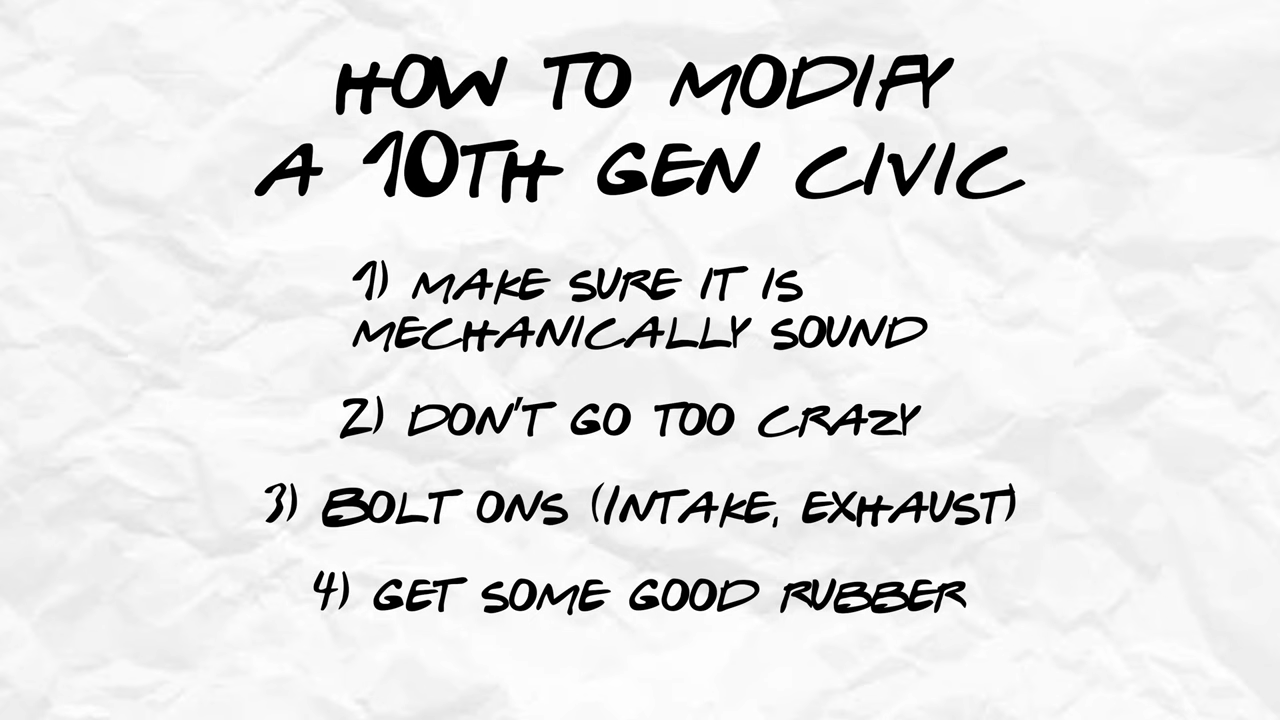 HOW TO MODIFY
A 10TH GEN CIVIC
1) MAKE SURE IT IS
MECHANICALLY SOUND
2) DON'T GO TOO CRAZY
3) BOLT ONS (INTAKE, EXHAUST)
4) GET SOME GOOD RUBBER